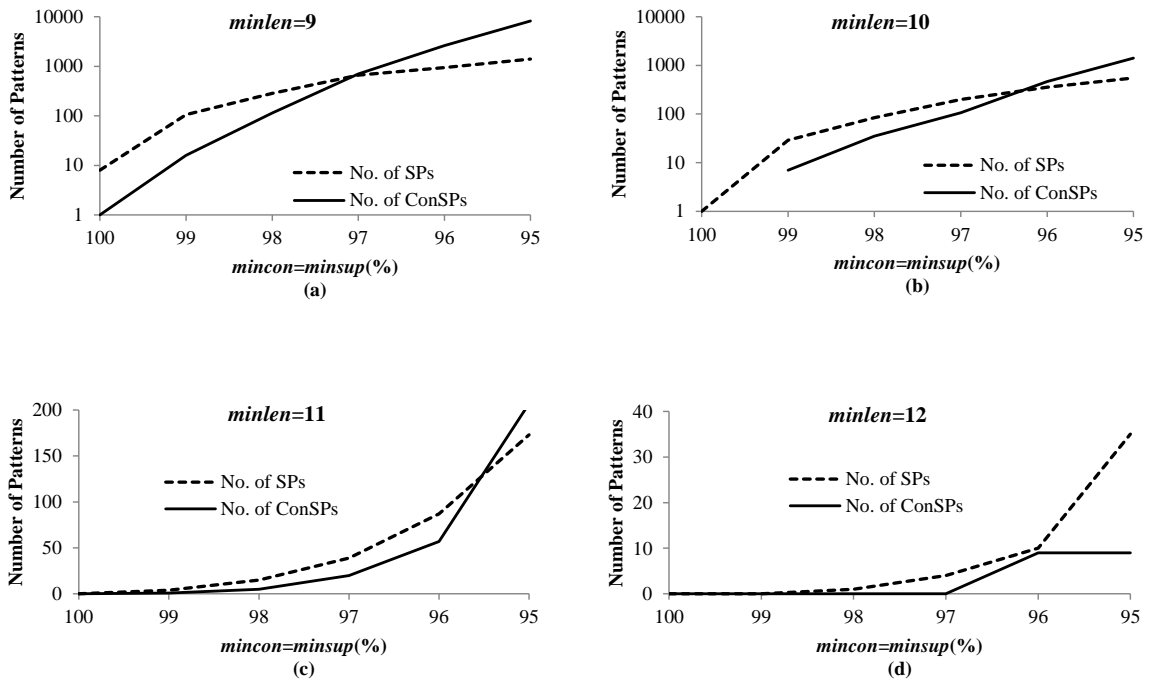 minlen=9
Number of Patterns
10000
1000
100
10
1
No. of SPs
No. of ConSPs
100 99 98 97 96 95
mincon=minsup(%)
(a)
minlen=10
Number of Patterns
10000
1000
100
10
1
No. of SPs
No. of ConSPs
100 99 98 97 96 95
mincon=minsup(%)
(b)
minlen=11
Number of Patterns
200
150
100
50
0
No. of SPs
No. of ConSPs
100 99 98 97 96 95
mincon=minsup(%)
(c)
minlen=12
Number of Patterns
40
30
20
10
0
No. of SPs
No. of ConSPs
100 99 98 97 96 95
mincon=minsup(%)
(d)